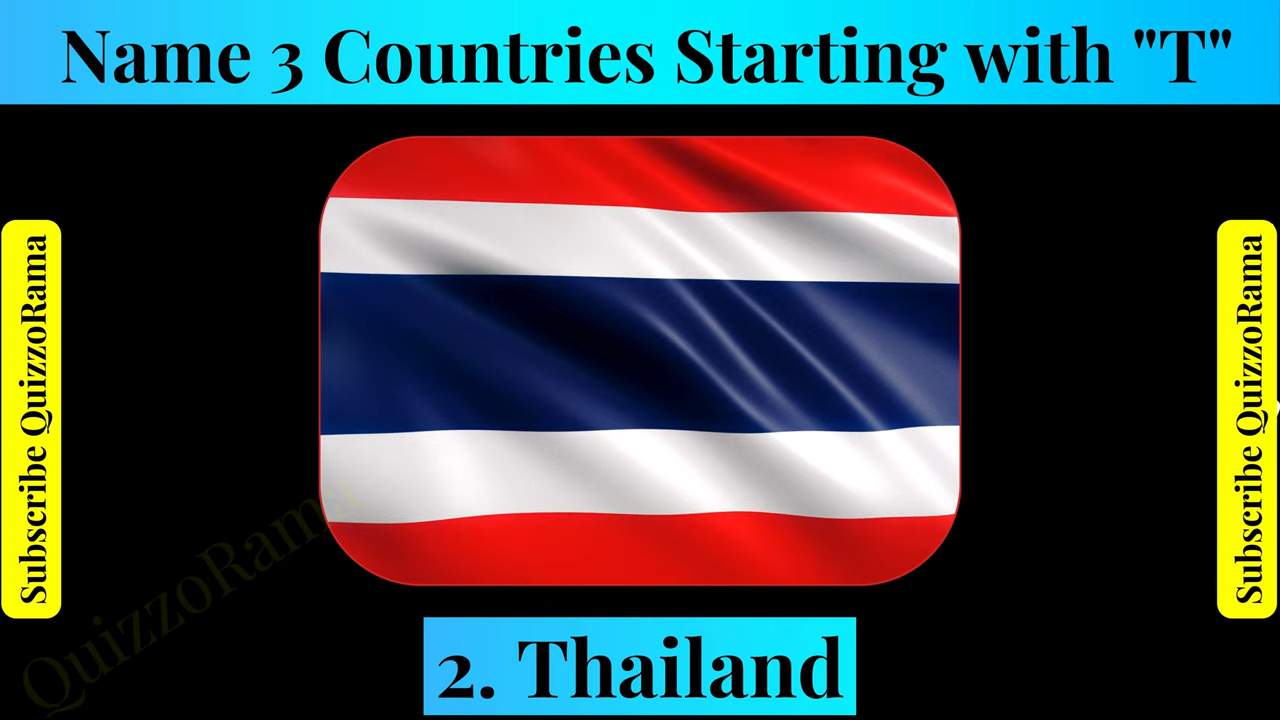 Name 3 Countries Starting with "T"
Subscribe QuizzoRama
Subscribe QuizzoRama
QuizzoRama
2. Thailand